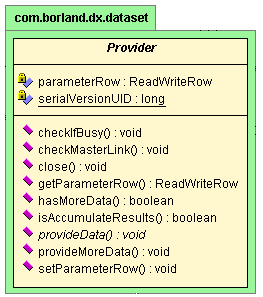 com.borland.dx.dataset
Provider
parameterRow : ReadWriteRow
serialVersionUID : long
checkIfBusy() : void
checkMasterLink() : void
close() : void
getParameterRow() : ReadWriteRow
hasMoreData() : boolean
isAccumulateResults() : boolean
provideData() : void
provideMoreData() : void
setParameterRow() : void